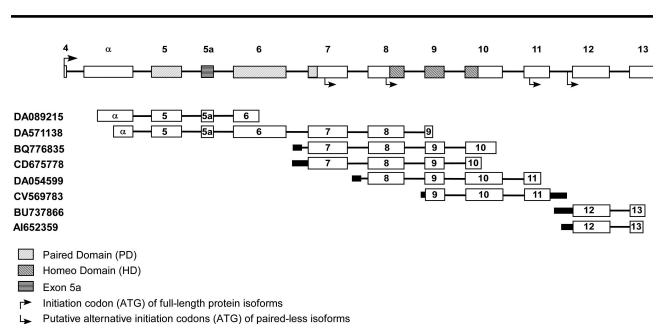 4 α 5 5a 6 7 8 9 10 11 12 13
DA089215 α 5 5a 6
DA571138 α 5 5a 6 7 8 9
BQ776835 7 8 9 10
CD675778 7 8 9 10
DA054599 8 9 10 11
CV569783 9 10 11
BU737866 12 13
AI652359 12 13
Paired Domain (PD)
Homeo Domain (HD)
Exon 5a
Initiation codon (ATG) of full-length protein isoforms
Putative alternative initiation codons (ATG) of paired-less isoforms